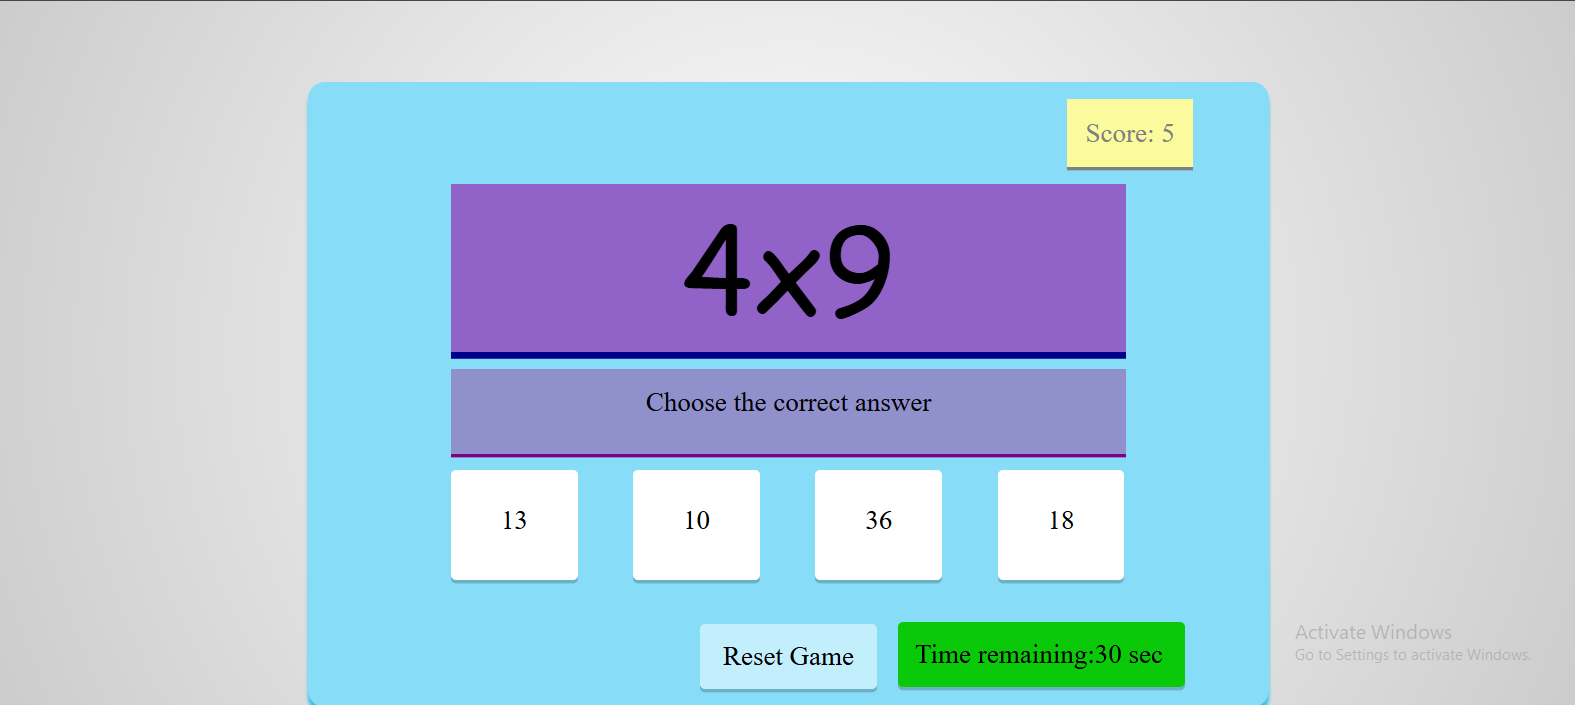 Score: 5
4x9
Choose the correct answer
13
10
36
18
Reset Game
Time remaining:30 sec
Activate Windows
Go to Settings to activate Windows.